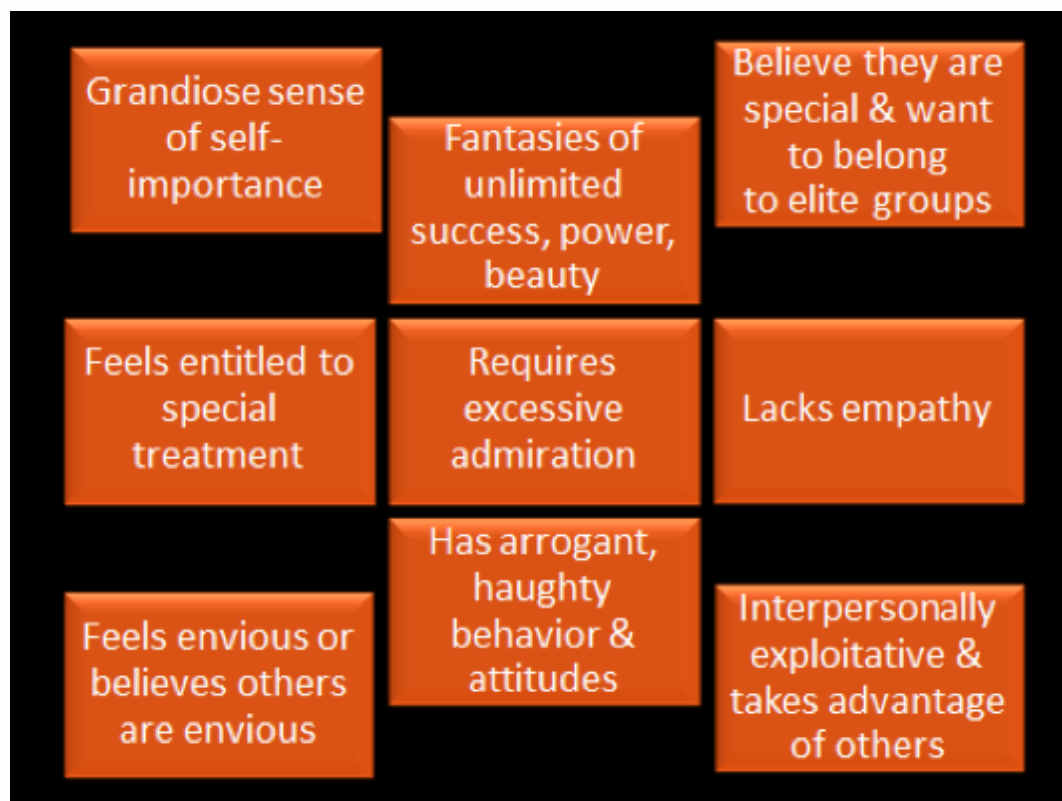 Grandiose sense
of self-
importance
Fantasies of
unlimited
success, power,
beauty
Believe they are
special & want
to belong
to elite groups
Feels entitled to
special
treatment
Requires
excessive
admiration
Lacks empathy
Feels envious or
believes others
are envious
Has arrogant,
haughty
behavior &
attitudes
Interpersonally
exploitative &
takes advantage
of others